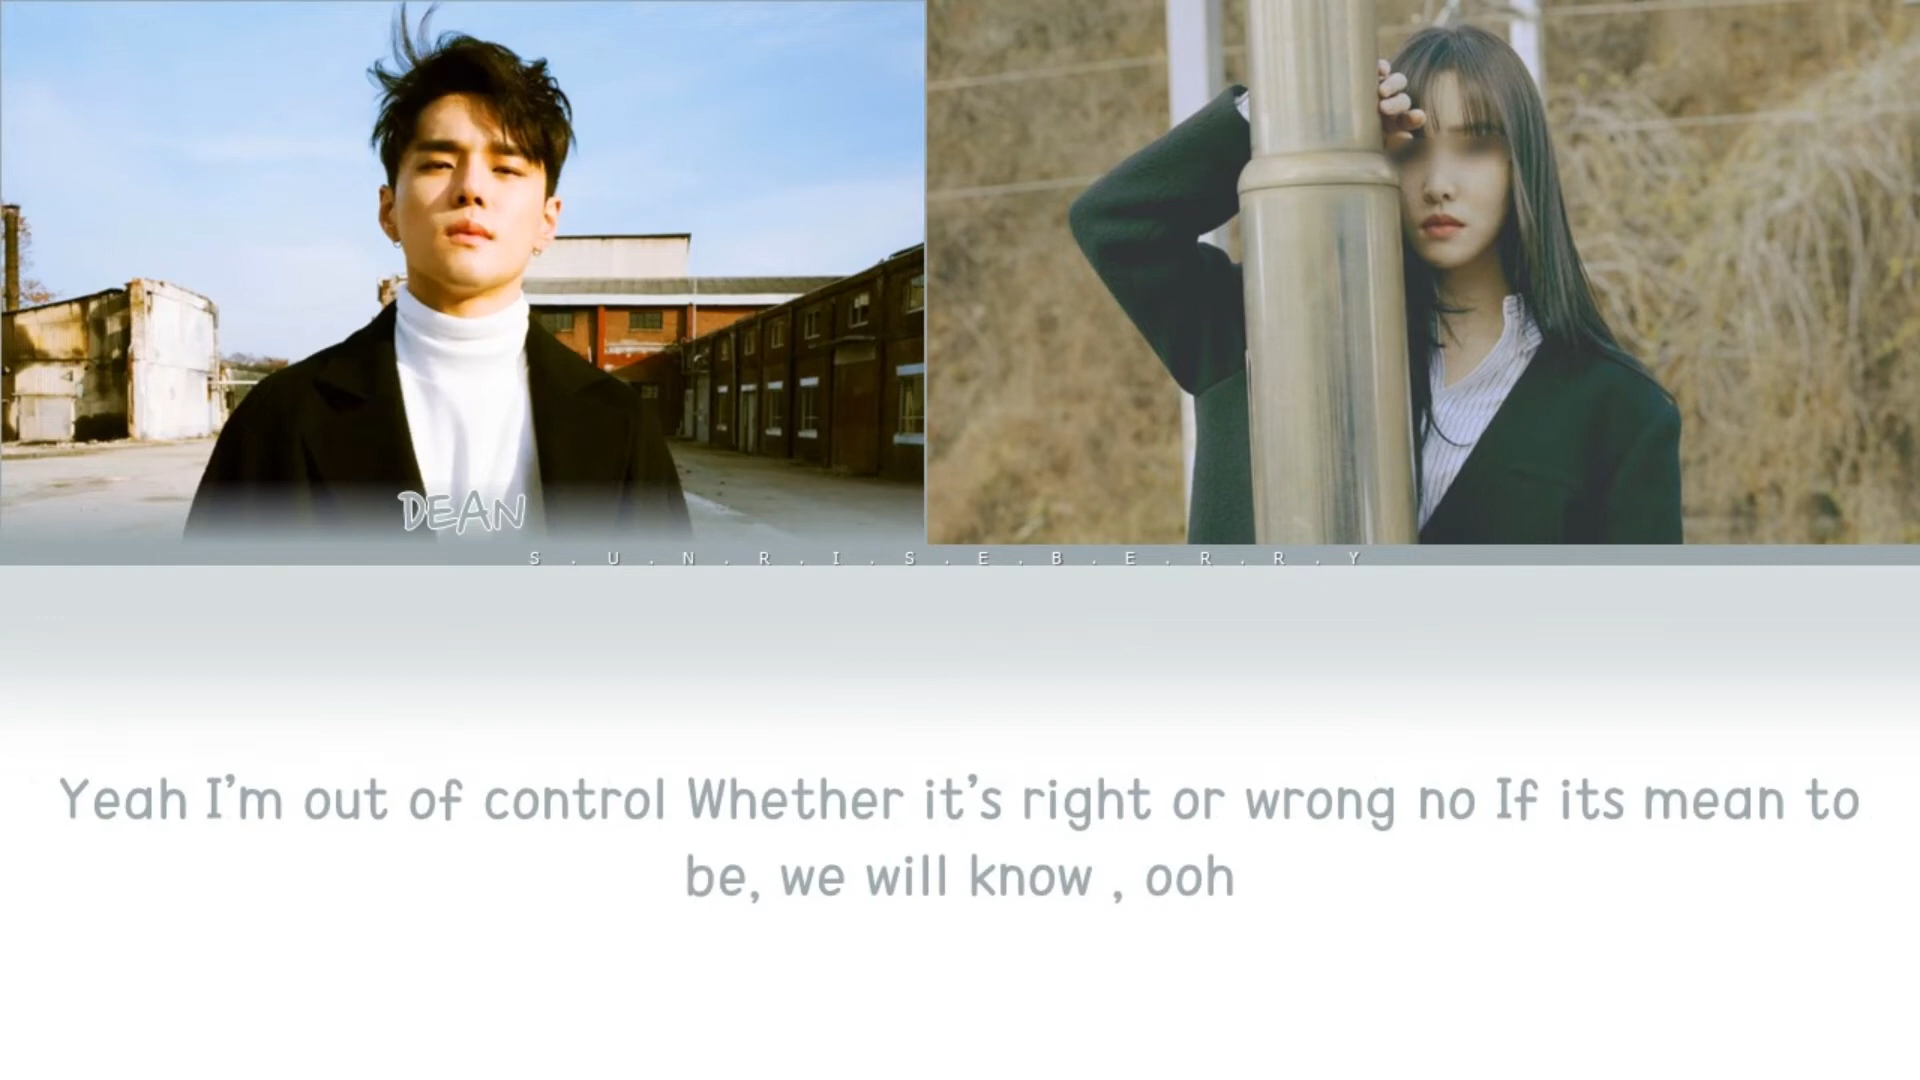 DEAN
S.U.N.R.I.S.E.B.E.R.R.Y
Yeah I’m out of control Whether it’s right or wrong no If its mean to
be, we will know , ooh